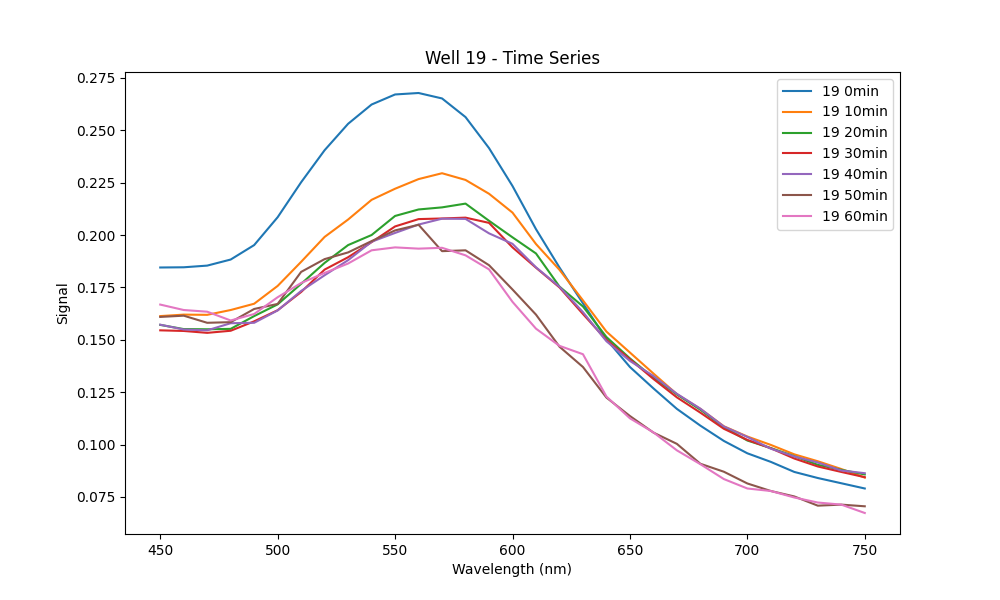 Well 19 - Time Series
Signal
0.275
0.250
0.225
0.200
0.175
0.150
0.125
0.100
0.075
19 0min
19 10min
19 20min
19 30min
19 40min
19 50min
19 60min
450 500 550 600 650 700 750
Wavelength (nm)